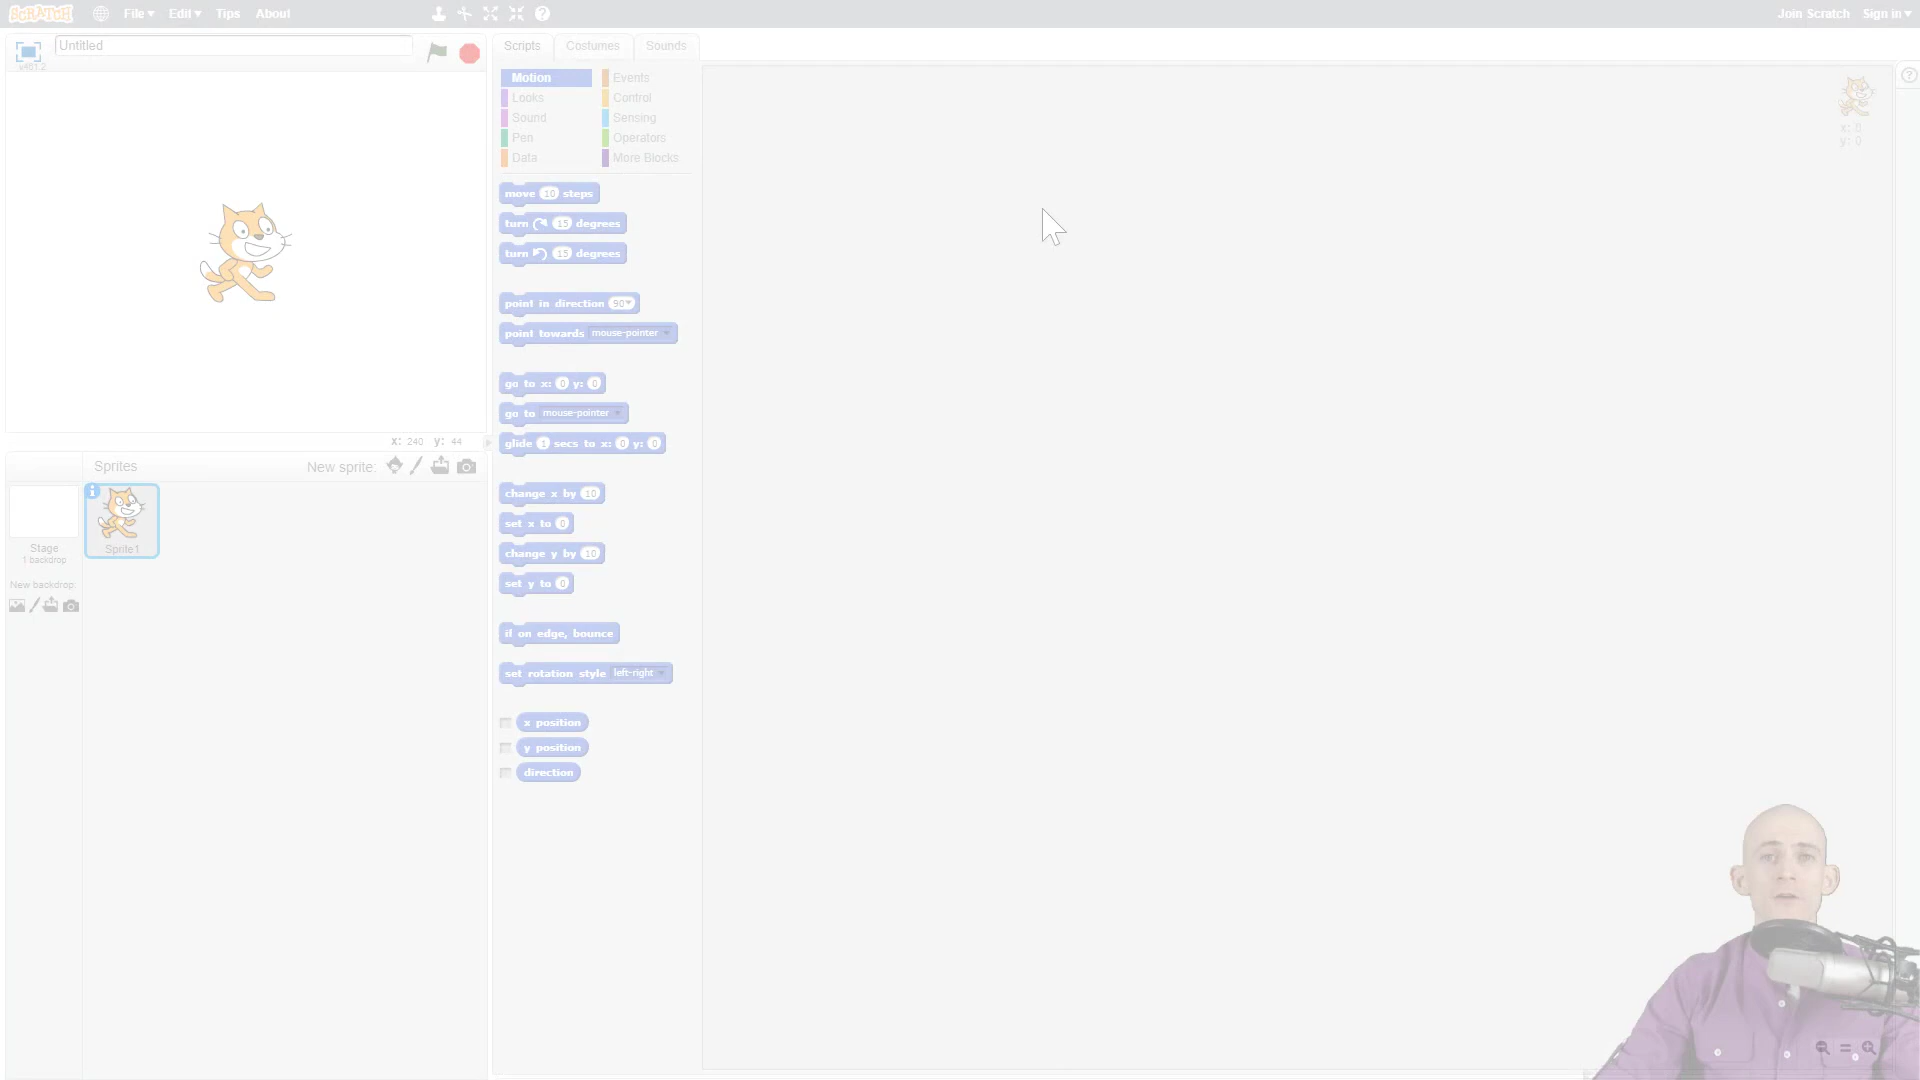 SCRATCH File Edit Tips About Join Scratch Sign in
Untitled
v461.2
Scripts Costumes Sounds
Motion Events
Looks Control
Sound Sensing
Pen Operators
Data More Blocks
x: 6
y: 0
move 10 steps
turn 15 degrees
turn 15 degrees
point in direction 90
point towards mouse-pointer
go to x: 0 y: 0
go to mouse-pointer
glide 1 secs to x: 0 y: 0
change x by 10
set x to 0
change y by 10
set y to 0
if on edge, bounce
set rotation style left-right
x position
y position
direction
x: 240 y: 44
Sprites New sprite:
Sprite1
Stage
1 backdrop
New backdrop: